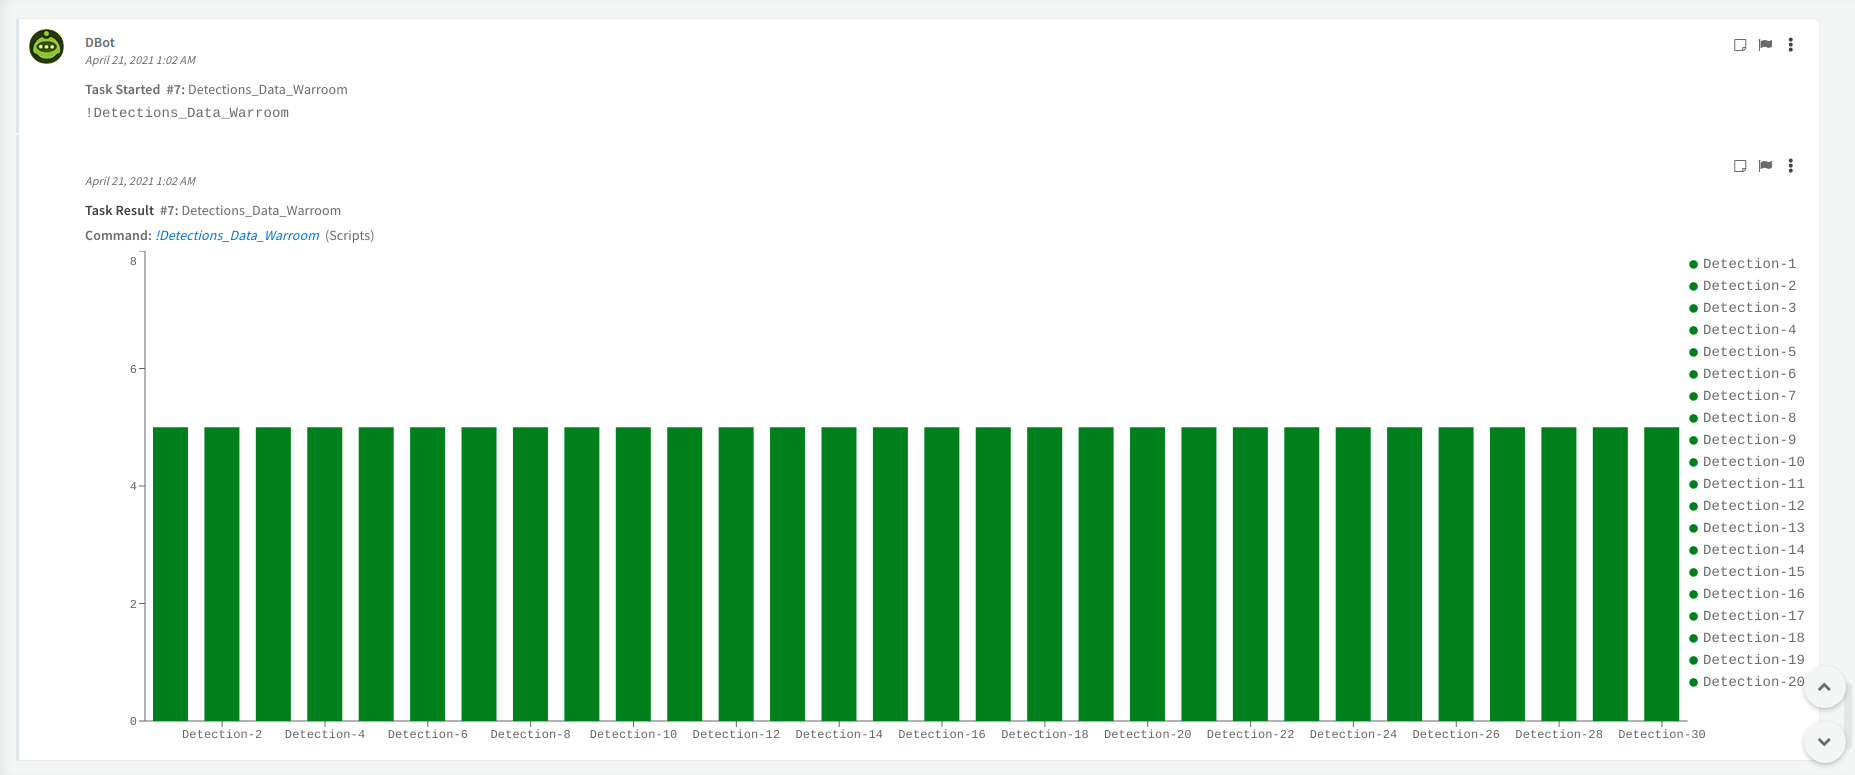 DBot
April 21, 2021 1:02 AM
Task Started #7: Detections_Data_Warroom
!Detections_Data_Warroom
April 21, 2021 1:02 AM
Task Result #7: Detections_Data_Warroom
Command: !Detections_Data_Warroom (Scripts)
8
6
4
2
0
Detection-2 Detection-4 Detection-6 Detection-8 Detection-10 Detection-12 Detection-14 Detection-16 Detection-18 Detection-20 Detection-22 Detection-24 Detection-26 Detection-28 Detection-30
Detection-1
Detection-2
Detection-3
Detection-4
Detection-5
Detection-6
Detection-7
Detection-8
Detection-9
Detection-10
Detection-11
Detection-12
Detection-13
Detection-14
Detection-15
Detection-16
Detection-17
Detection-18
Detection-19
Detection-20